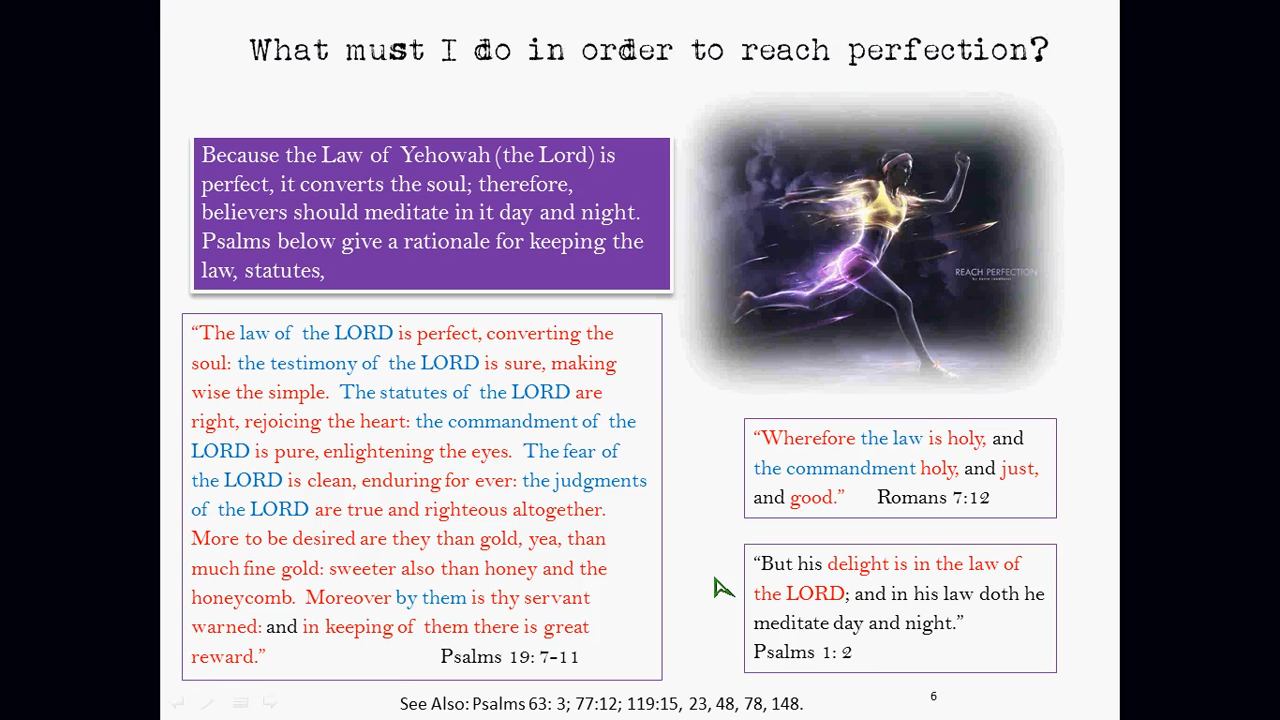 What must I do in order to reach perfection?
Because the Law of Yehowah (the Lord) is
perfect, it converts the soul; therefore,
believers should meditate in it day and night.
Psalms below give a rationale for keeping the
law, statutes,
REACH PERFECTION
“The law of the LORD is perfect, converting the
soul: the testimony of the LORD is sure, making
wise the simple. The statutes of the LORD are
right, rejoicing the heart: the commandment of the
LORD is pure, enlightening the eyes. The fear of
the LORD is clean, enduring for ever: the judgments
of the LORD are true and righteous altogether.
More to be desired are they than gold, yea, than
much fine gold: sweeter also than honey and the
honeycomb. Moreover by them is thy servant
warned: and in keeping of them there is great
reward.” Psalms 19: 7-11
“Wherefore the law is holy, and
the commandment holy, and just,
and good.” Romans 7:12
“But his delight is in the law of
the LORD; and in his law doth he
meditate day and night.”
Psalms 1: 2
See Also: Psalms 63: 3; 77:12; 119:15, 23, 48, 78, 148.
6